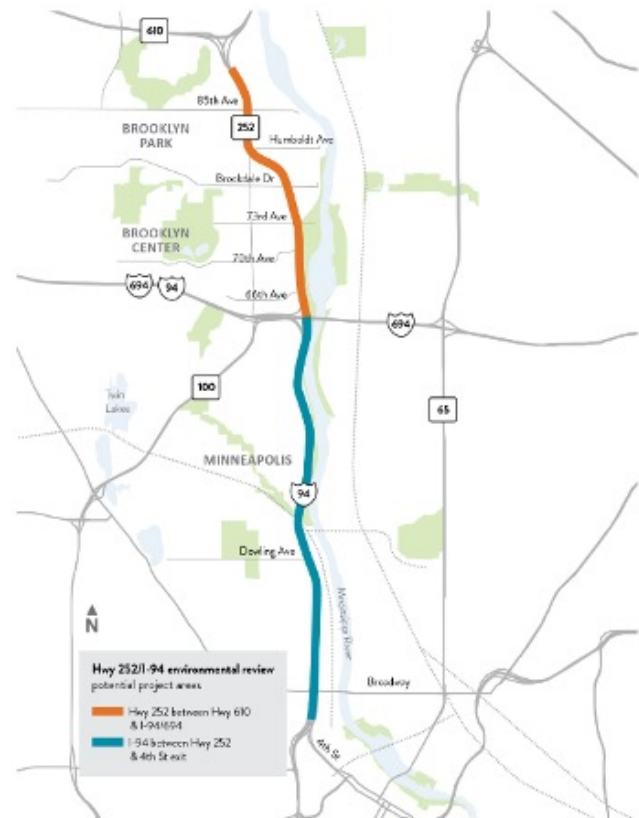 610
85th Ave
BROOKLYN
PARK
252
Humboldt Ave
Brookdale Dr
73rd Ave
BROOKLYN
CENTER
70th Ave
66th Ave
694
94
694
100
65
Twin
Lakes
MINNEAPOLIS
94
Dowling Ave
Mississippi River
N
Broadway
Hwy 252/I-94 environmental review
potential project areas
Hwy 252 between Hwy 610
& I-94/694
I-94 between Hwy 252
& 4th St exit
4th St